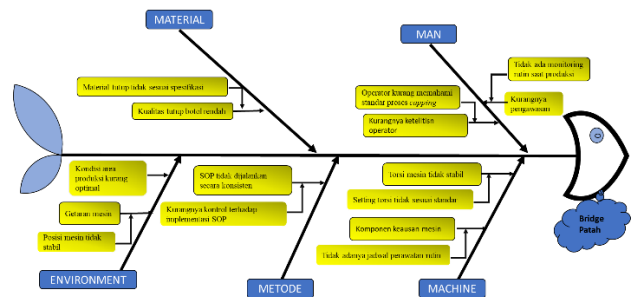 MATERIAL
MAN
Material tutup tidak sesuai spesifikasi
Kualitas tutup botol rendah
Tidak ada monitoring
rutin saat produksi
Operator kurang memahami
standar proses capping
Kurangnya
pengawasan
Kurangnya ketelitian
operator
Kondisi area
produksi kurang
optimal
SOP tidak dijalankan
secara konsisten
Torsi mesin tidak stabil
Setting torsi tidak sesuai standar
Getaran mesin
Kurangnya kontrol terhadap
implementasi SOP
Posisi mesin tidak
stabil
Komponen keausan mesin
Tidak adanya jadwal perawatan rutin
Bridge
Patah
ENVIRONMENT
METODE
MACHINE